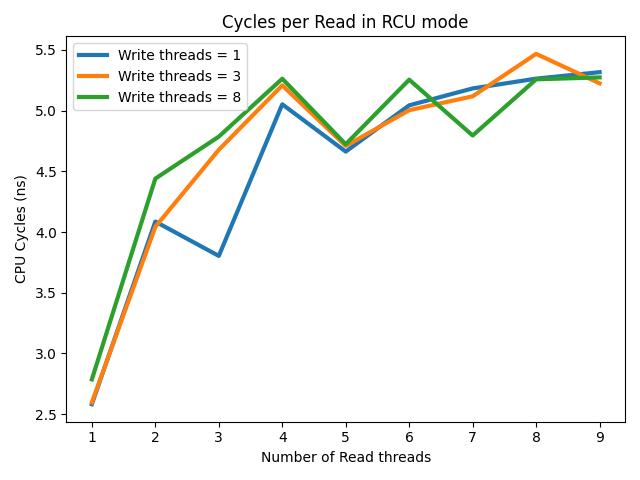 Cycles per Read in RCU mode
Write threads = 1
Write threads = 3
Write threads = 8
CPU Cycles (ns)
5.5
5.0
4.5
4.0
3.5
3.0
2.5
1 2 3 4 5 6 7 8 9
Number of Read threads